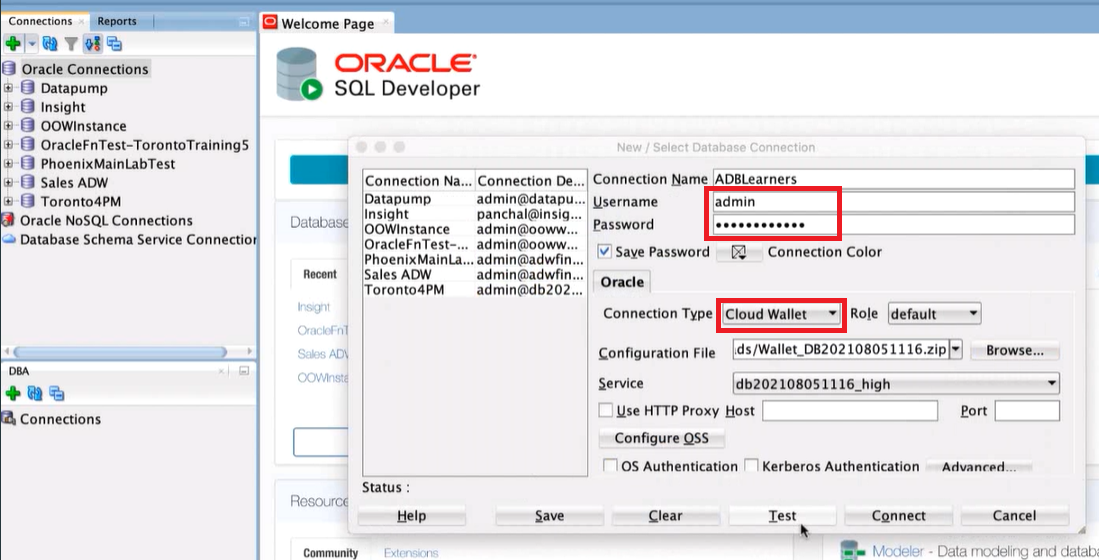 Connections
Reports
Welcome Page
Oracle Connections
Datapump
Insight
OOWInstance
OracleFnTest-TorontoTraining5
PhoenixMainLabTest
Sales ADW
Toronto4PM
Oracle NoSQL Connections
Database Schema Service Connection
DBA
Connections
ORACLE
SQL Developer
Database
Recent
Insight
OracleFnT
Sales ADV
OOWInsta
Resource
Community
Extensions
Modeler - Data modeling and databa
New / Select Database Connection
Connection Na... Connection De...
Datapump admin@datapu...
Insight panchal@insig...
OOWInstance admin@ooww...
OracleFnTest-... admin@ooww...
PhoenixMainLa... admin@adwfin...
Sales ADW admin@adwfin...
Toronto4PM admin@db202...
Connection Name ADBLearners
Username admin
Password ••••••••••••
Save Password Connection Color
Oracle
Connection Type Cloud Wallet Role default
Configuration File .ds/Wallet_DB202108051116.zip Browse...
Service db202108051116_high
Use HTTP Proxy Host Port
Configure OSS
OS Authentication Kerberos Authentication Advanced...
Status :
Help Save Clear Test Connect Cancel